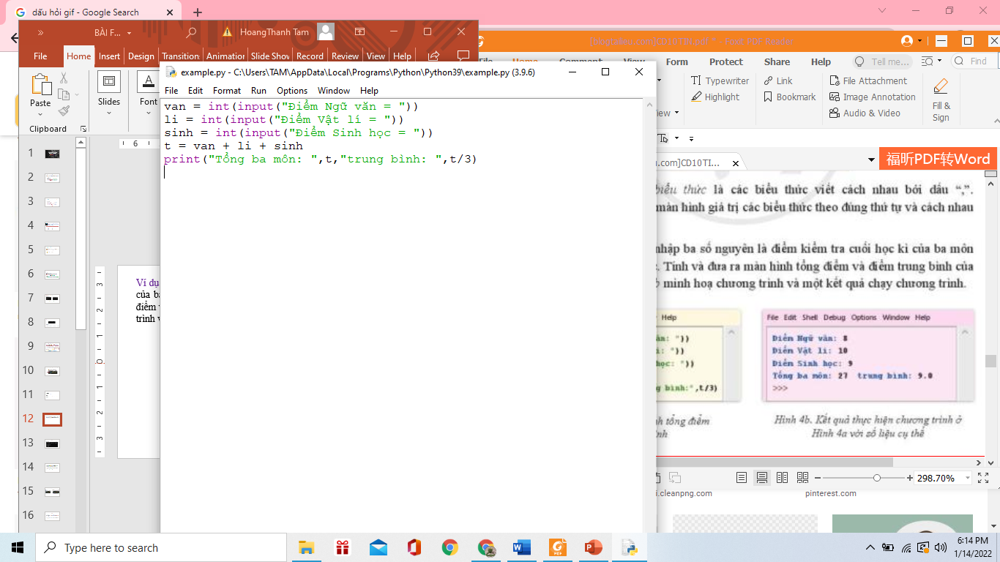 dấu hỏi gif - Google Search
BÀI F...
HoangThanh Tam
File Home Insert Design Transition: Animation Slide Shov Record Review View Help
Paste
Clipboard
Slides
Font
6
1
2
3
4
5
6
7
8
9
10
11
12
13
14
15
16
Ví dụ
của ba
điểm
trình
example.py - C:\Users\TAM\AppData\Local\Programs\Python\Python39\example.py (3.9.6)
File Edit Format Run Options Window Help
van = int(input("Điểm Ngữ văn = "))
li = int(input("Điểm Vật lí = "))
sinh = int(input("Điểm Sinh học = "))
t = van + li + sinh
print("Tổng ba môn: ",t,"trung bình: ",t/3)
[blogtailieu.com]CD10TIN.pdf * - Foxit PDF Reader
File Home Comment View Form Protect Share Help
Tell me...
Find
Typewriter
Highlight
Link
Bookmark
File Attachment
Image Annotation
Audio & Video
Fill &
Sign
View
u.com]CD10TI...
福昕PDF转Word
biểu thức là các biểu thức viết cách nhau bởi dấu “,”.
màn hình giá trị các biểu thức theo đúng thứ tự và cách nhau
nhập ba số nguyên là điểm kiểm tra cuối học kì của ba môn
Tính và đưa ra màn hình tổng điểm và điểm trung bình của
minh hoạ chương trình và một kết quả chạy chương trình.
Help
ăn: "))
i: "))
học: "))
g bình:",t/3)
File Edit Shell Debug Options Window Help
Điểm Ngữ văn: 8
Điểm Vật lí: 10
Điểm Sinh học: 9
Tổng ba môn: 27 trung bình: 9.0
>>>
nh tổng điểm
ính
Hình 4b. Kết quả thực hiện chương trình ở
Hình 4a với số liệu cụ thể
298.70%
i.cleanpng.com
pinterest.com
Type here to search
6:14 PM
1/14/2022